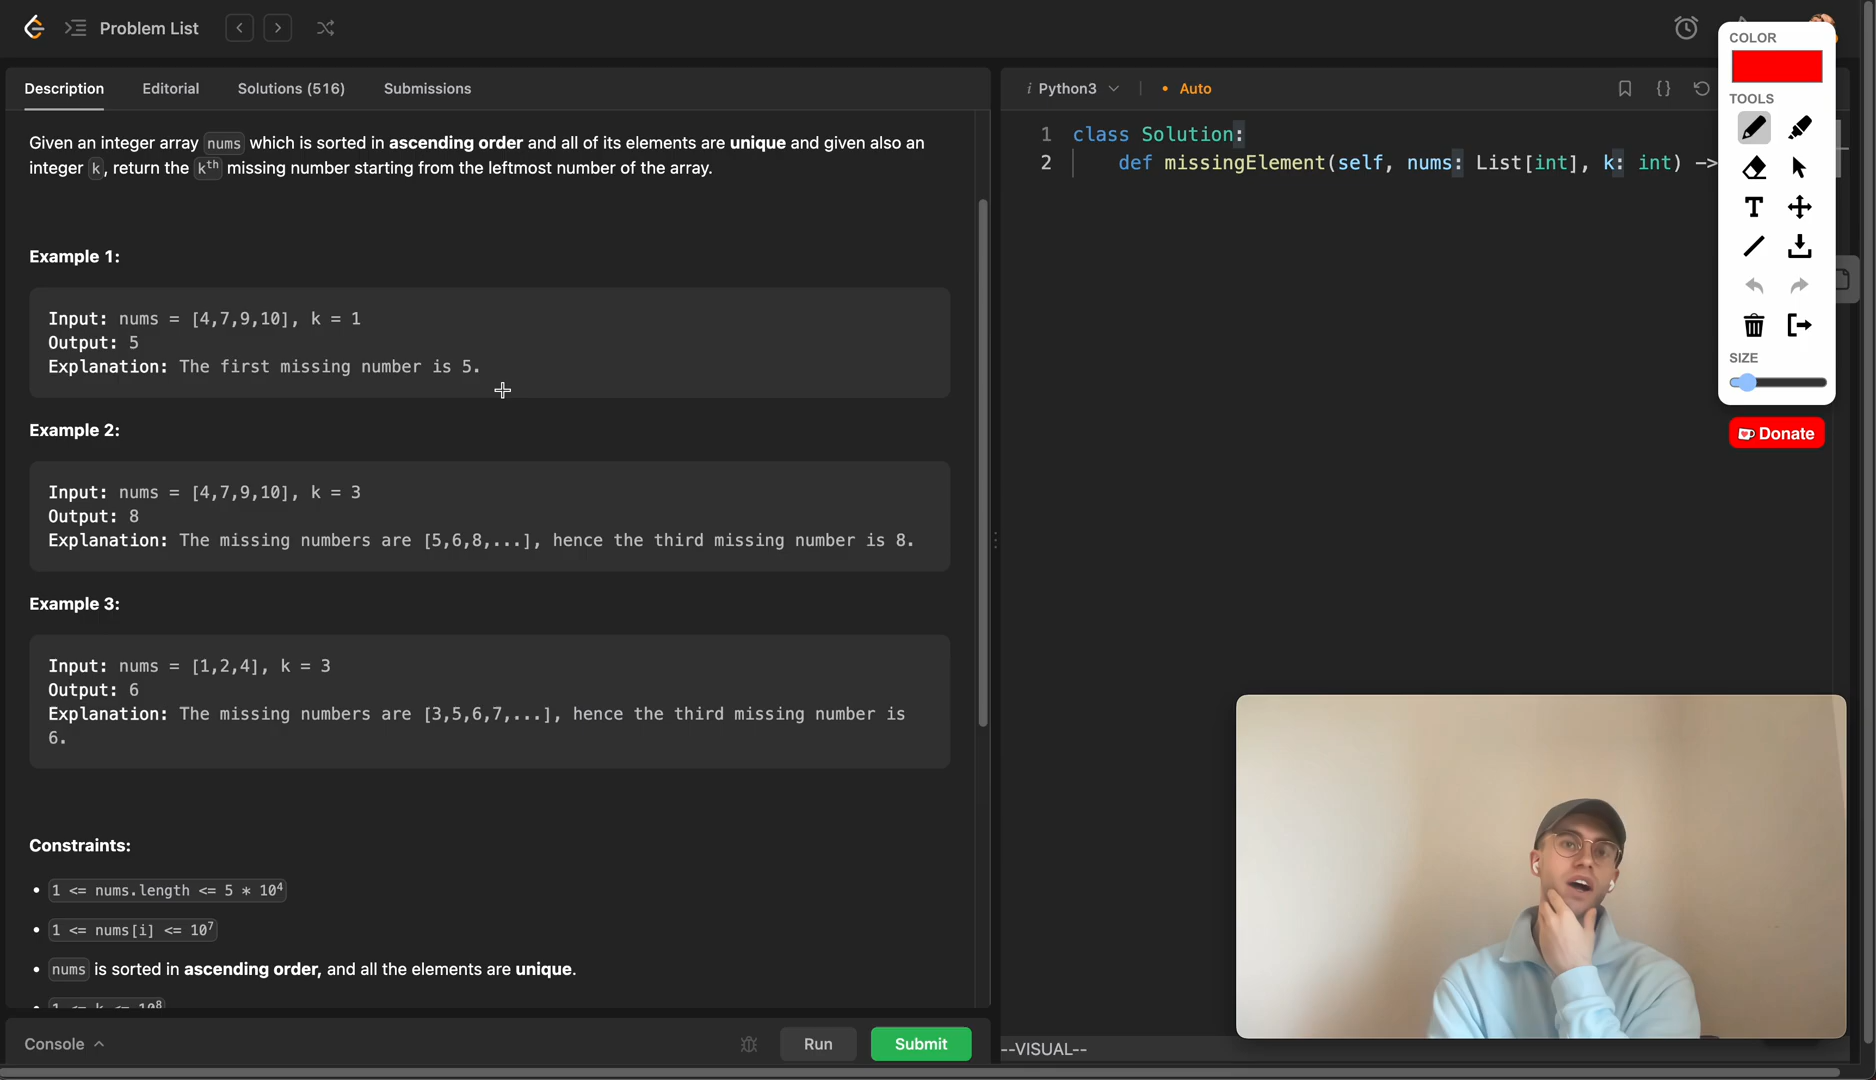 Problem List
Description Editorial Solutions (516) Submissions
Given an integer array nums which is sorted in ascending order and all of its elements are unique and given also an
integer k, return the kth missing number starting from the leftmost number of the array.
Example 1:
Input: nums = [4,7,9,10], k = 1
Output: 5
Explanation: The first missing number is 5.
Example 2:
Input: nums = [4,7,9,10], k = 3
Output: 8
Explanation: The missing numbers are [5,6,8,...], hence the third missing number is 8.
Example 3:
Input: nums = [1,2,4], k = 3
Output: 6
Explanation: The missing numbers are [3,5,6,7,...], hence the third missing number is
6.
Constraints:
• 1 <= nums.length <= 5 * 10⁴
• 1 <= nums[i] <= 10⁷
• nums is sorted in ascending order, and all the elements are unique.
• 1 <= k <= 10⁸
Console
Run
Submit
i Python3 • Auto
1 class Solution:
2 def missingElement(self, nums: List[int], k: int) ->
--VISUAL--
COLOR
TOOLS
T
SIZE
Donate